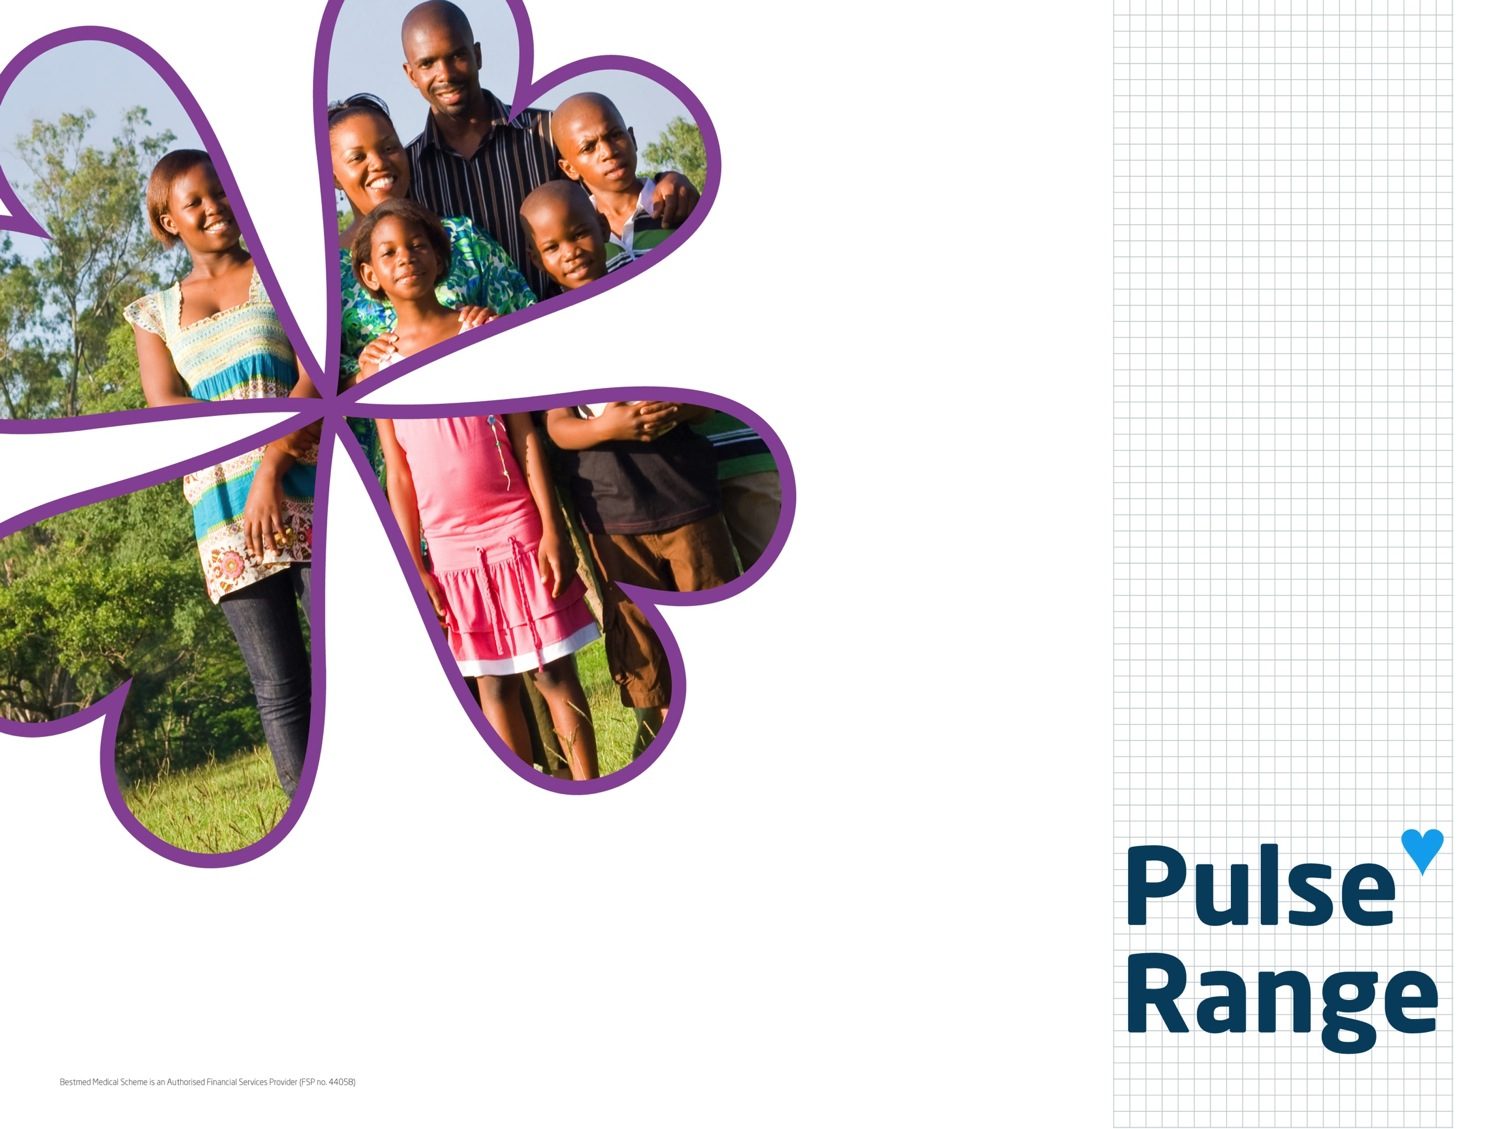 Pulse
Range
Bestmed Medical Scheme is an Authorised Financial Services Provider (FSP no. 44058)